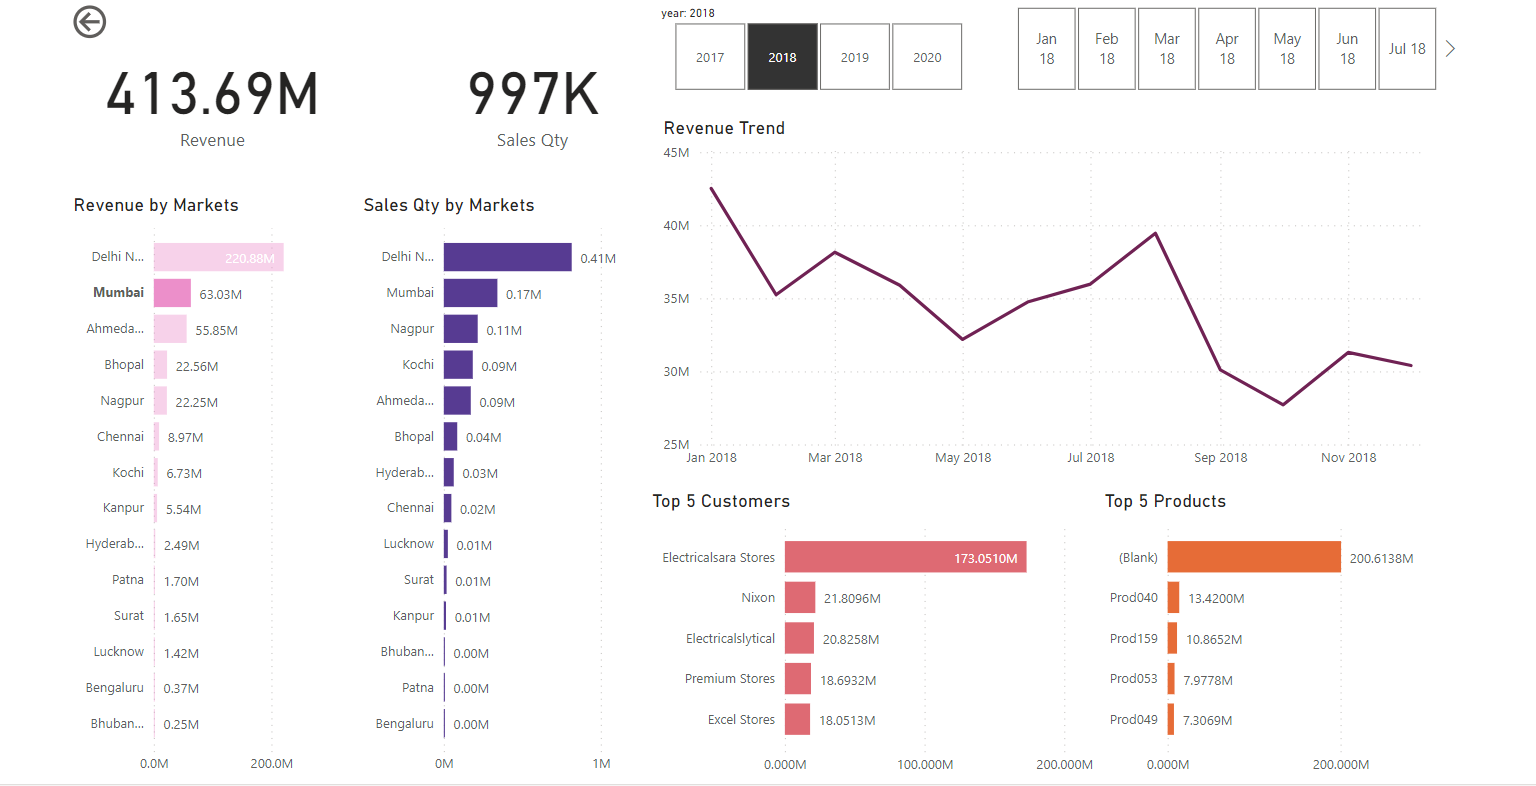 year: 2018
2017
2018
2019
2020
Jan
18
Feb
18
Mar
18
Apr
18
May
18
Jun
18
Jul 18
413.69M
Revenue
997K
Sales Qty
Revenue by Markets
Delhi N... 220.88M
Mumbai 63.03M
Ahmeda... 55.85M
Bhopal 22.56M
Nagpur 22.25M
Chennai 8.97M
Kochi 6.73M
Kanpur 5.54M
Hyderab... 2.49M
Patna 1.70M
Surat 1.65M
Lucknow 1.42M
Bengaluru 0.37M
Bhuban... 0.25M
0.0M 200.0M
Sales Qty by Markets
Delhi N... 0.41M
Mumbai 0.17M
Nagpur 0.11M
Kochi 0.09M
Ahmeda... 0.09M
Bhopal 0.04M
Hyderab... 0.03M
Chennai 0.02M
Lucknow 0.01M
Surat 0.01M
Kanpur 0.01M
Bhuban... 0.00M
Patna 0.00M
Bengaluru 0.00M
0M 1M
Revenue Trend
45M
40M
35M
30M
25M
Jan 2018 Mar 2018 May 2018 Jul 2018 Sep 2018 Nov 2018
Top 5 Customers
Electricalsara Stores 173.0510M
Nixon 21.8096M
Electricalslytical 20.8258M
Premium Stores 18.6932M
Excel Stores 18.0513M
0.000M 100.000M 200.000M
Top 5 Products
(Blank) 200.6138M
Prod040 13.4200M
Prod159 10.8652M
Prod053 7.9778M
Prod049 7.3069M
0.000M 200.000M